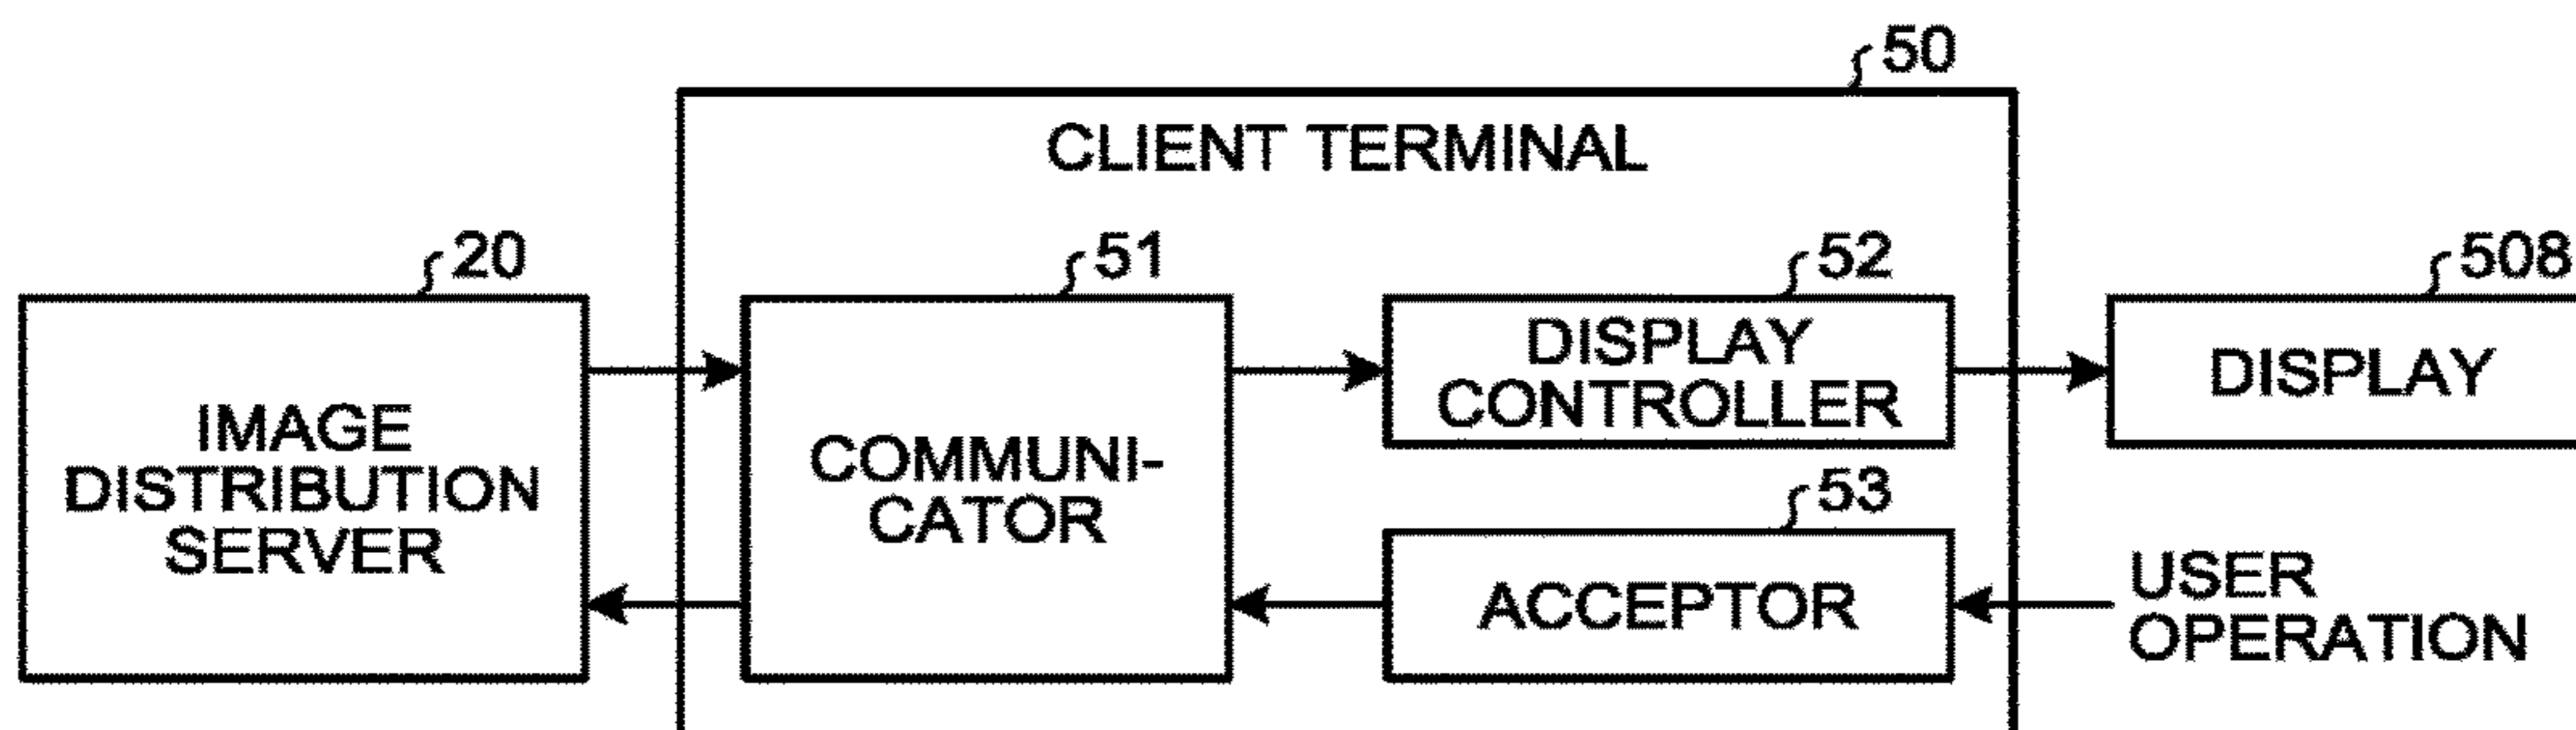 50
CLIENT TERMINAL
20
IMAGE
DISTRIBUTION
SERVER
51
COMMUNI-
CATOR
52
DISPLAY
CONTROLLER
508
DISPLAY
53
ACCEPTOR
USER
OPERATION